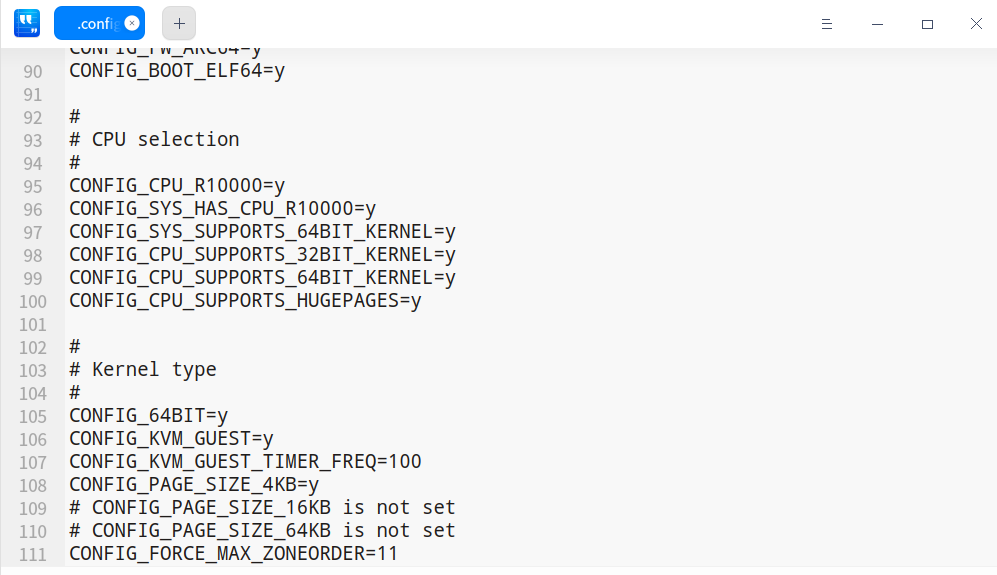 .config
CONFIG_FW_ARC64=y
90 CONFIG_BOOT_ELF64=y
91
92 #
93 # CPU selection
94 #
95 CONFIG_CPU_R10000=y
96 CONFIG_SYS_HAS_CPU_R10000=y
97 CONFIG_SYS_SUPPORTS_64BIT_KERNEL=y
98 CONFIG_CPU_SUPPORTS_32BIT_KERNEL=y
99 CONFIG_CPU_SUPPORTS_64BIT_KERNEL=y
100 CONFIG_CPU_SUPPORTS_HUGEPAGES=y
101
102 #
103 # Kernel type
104 #
105 CONFIG_64BIT=y
106 CONFIG_KVM_GUEST=y
107 CONFIG_KVM_GUEST_TIMER_FREQ=100
108 CONFIG_PAGE_SIZE_4KB=y
109 # CONFIG_PAGE_SIZE_16KB is not set
110 # CONFIG_PAGE_SIZE_64KB is not set
111 CONFIG_FORCE_MAX_ZONEORDER=11